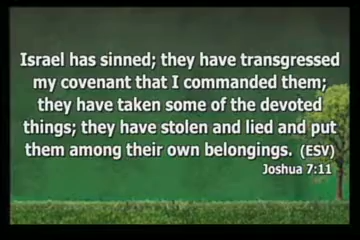 Israel has sinned; they have transgressed
my covenant that I commanded them;
they have taken some of the devoted
things; they have stolen and lied and put
them among their own belongings. (ESV)
Joshua 7:11